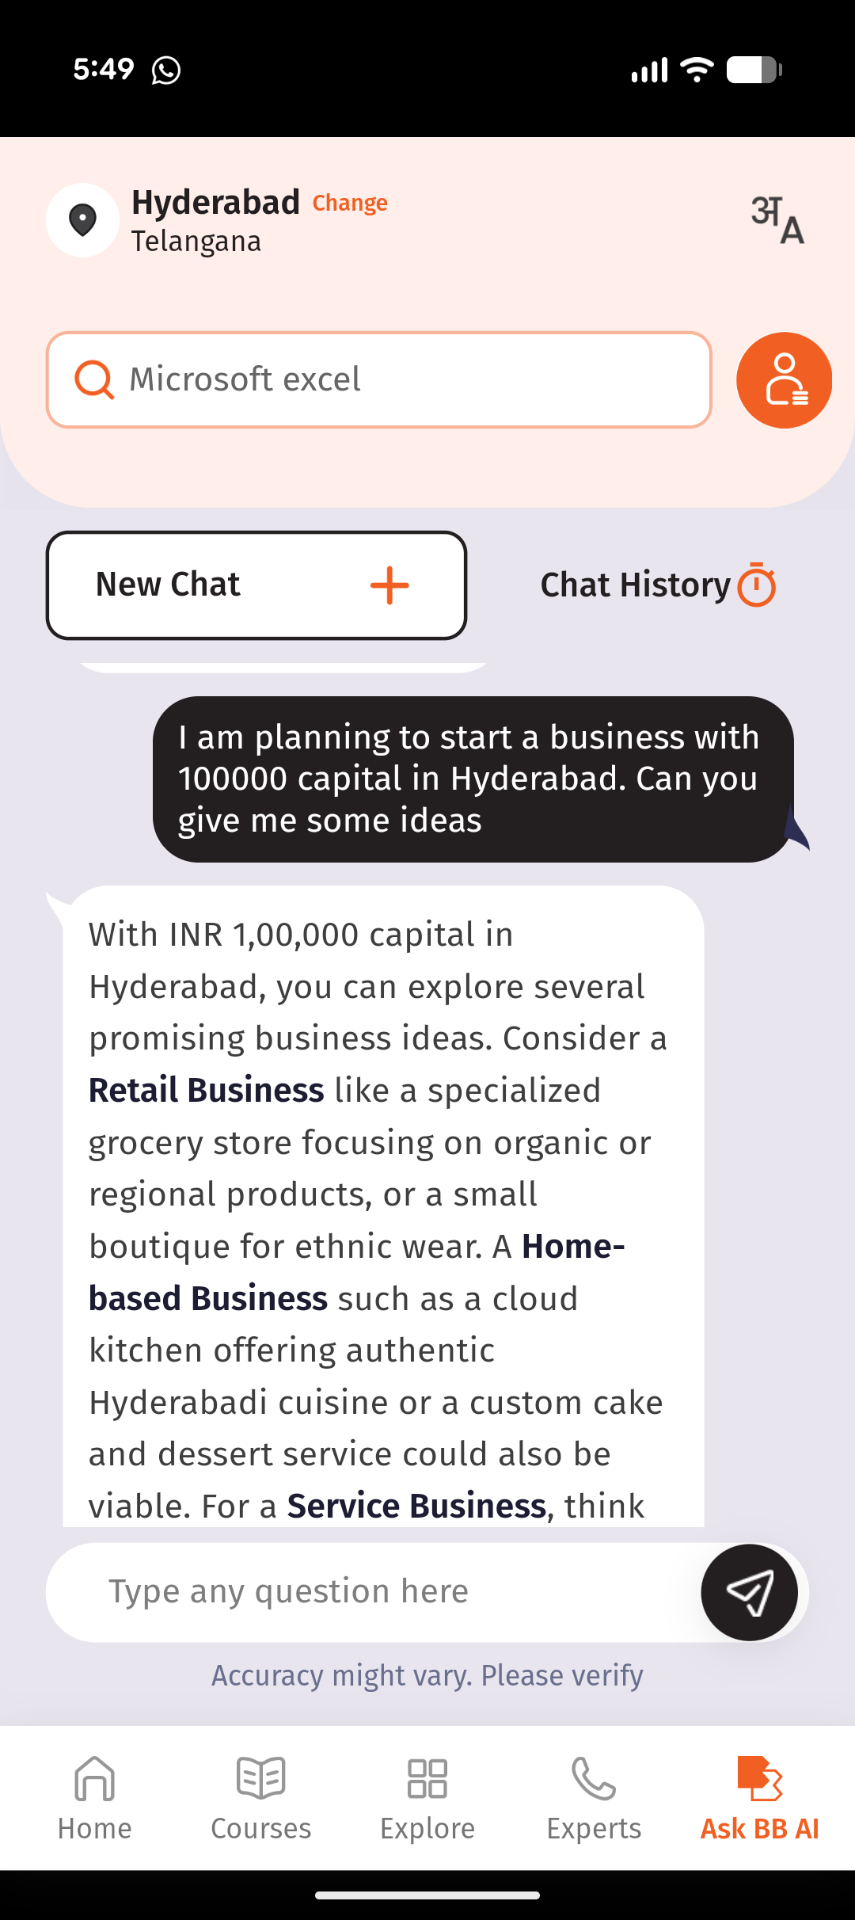 5:49
Hyderabad Change
Telangana
अA
Microsoft excel
New Chat
Chat History
I am planning to start a business with
100000 capital in Hyderabad. Can you
give me some ideas
With INR 1,00,000 capital in
Hyderabad, you can explore several
promising business ideas. Consider a
Retail Business like a specialized
grocery store focusing on organic or
regional products, or a small
boutique for ethnic wear. A Home-
based Business such as a cloud
kitchen offering authentic
Hyderabadi cuisine or a custom cake
and dessert service could also be
viable. For a Service Business, think
Type any question here
Accuracy might vary. Please verify
Home
Courses
Explore
Experts
Ask BB AI